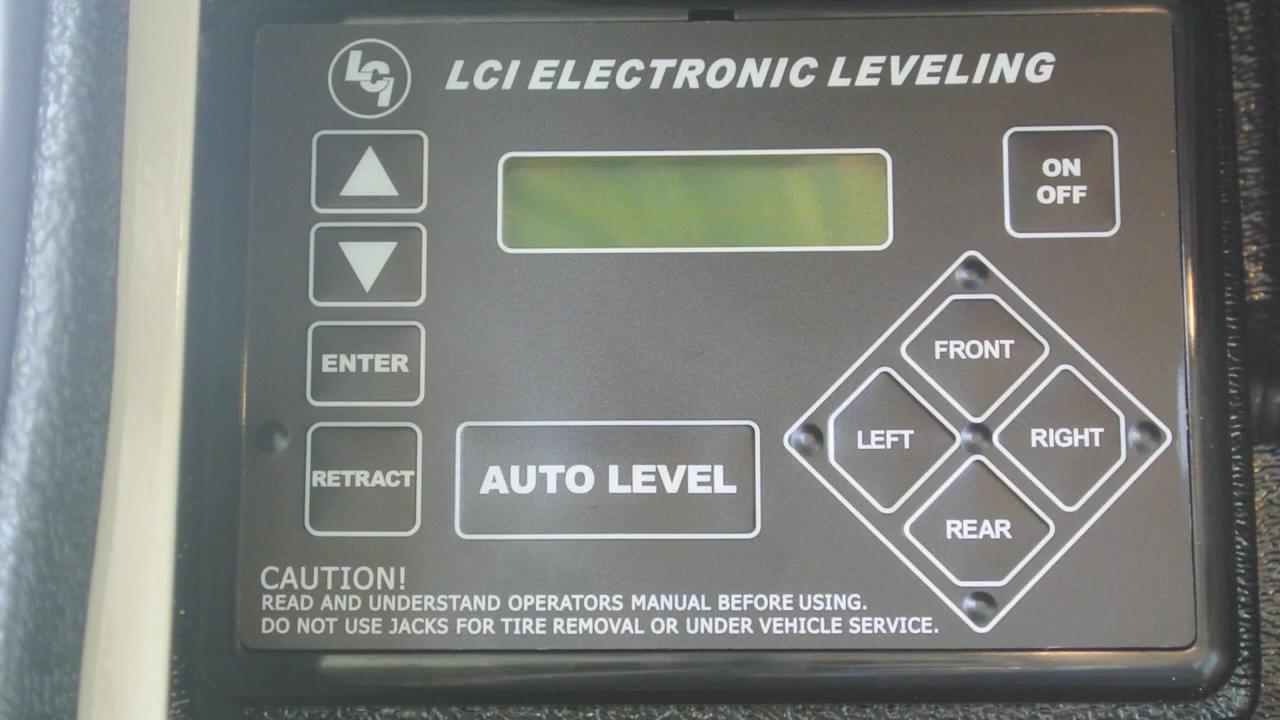 LCI
LCI ELECTRONIC LEVELING
ON
OFF
ENTER
RETRACT
AUTO LEVEL
FRONT
LEFT
RIGHT
REAR
CAUTION!
READ AND UNDERSTAND OPERATORS MANUAL BEFORE USING.
DO NOT USE JACKS FOR TIRE REMOVAL OR UNDER VEHICLE SERVICE.